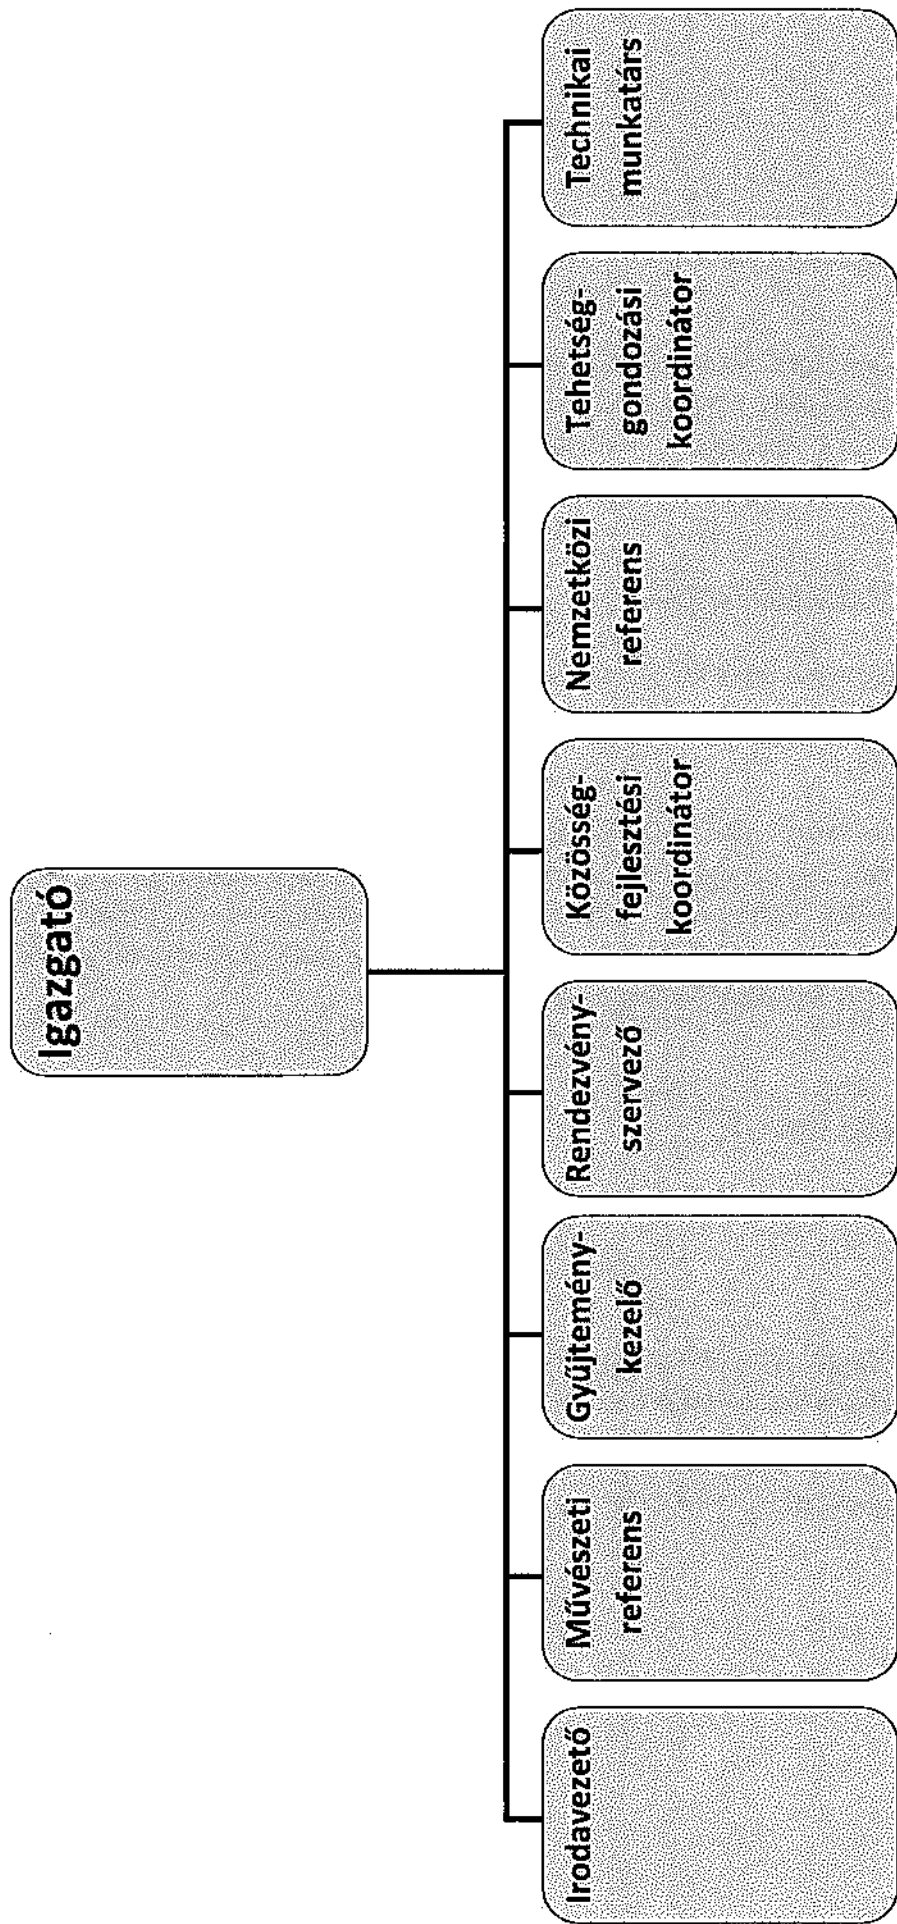 Igazgató
Irodavezető
Művészeti
referens
Gyűjtemény-
kezelő
Rendezvény-
szervező
Közösség-
fejlesztési
koordinátor
Nemzetközi
referens
Tehetség-
gondozási
koordinátor
Technikai
munkatárs